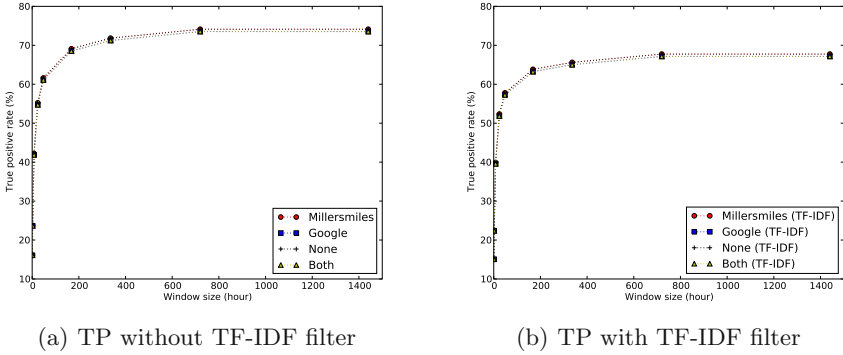 80
70
60
50
40
30
20
10
True positive rate (%)
0 200 400 600 800 1000 1200 1400
Window size (hour)
Millersmiles
Google
None
Both
(a) TP without TF-IDF filter
80
70
60
50
40
30
20
10
True positive rate (%)
0 200 400 600 800 1000 1200 1400
Window size (hour)
Millersmiles (TF-IDF)
Google (TF-IDF)
None (TF-IDF)
Both (TF-IDF)
(b) TP with TF-IDF filter